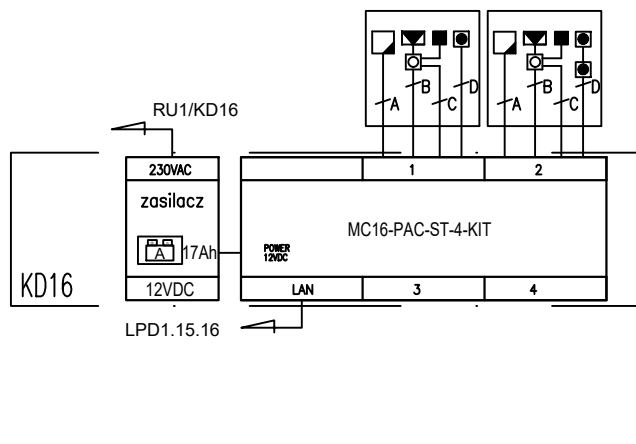 A B C D A B C D
RU1/KD16
230VAC 1 2
zasilacz
MC16-PAC-ST-4-KIT
A 17Ah POWER
12VDC
KD16 12VDC LAN 3 4
LPD1.15.16